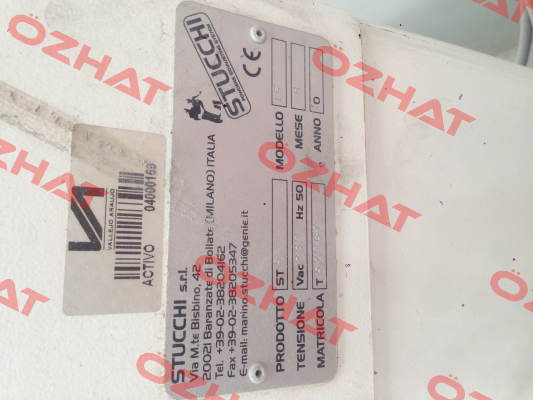 STUCCHI
STUCCHI s.r.l.
Via M.te Bisbino, 42
20021 Baranzate di Bollate (MILANO) ITALIA
Tel. +39-02-38204162
Fax +39-02-38205347
E-mail: marino.stucchi@genie.it
PRODOTTO ST MODELLO
TENSIONE Vac Hz 50 MESE
MATRICOLA T ANNO
CE
VALLEJO ARAUJO
ACTIVO 04000169
ÖZHAT
ÖZHAT
ÖZHAT
ÖZHAT
ÖZHAT
ÖZHAT
ÖZHAT
ÖZHAT